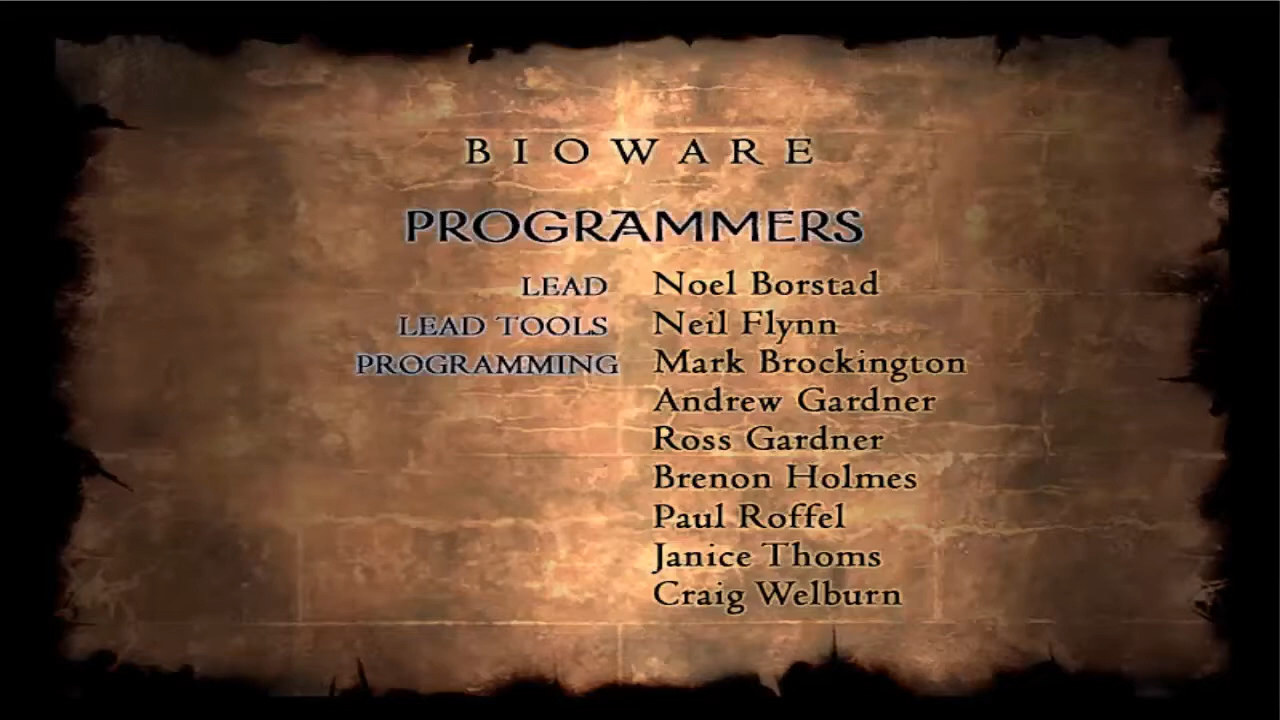 BIOWARE
PROGRAMMERS
LEAD Noel Borstad
LEAD TOOLS Neil Flynn
PROGRAMMING Mark Brockington
Andrew Gardner
Ross Gardner
Brenon Holmes
Paul Roffel
Janice Thoms
Craig Welburn